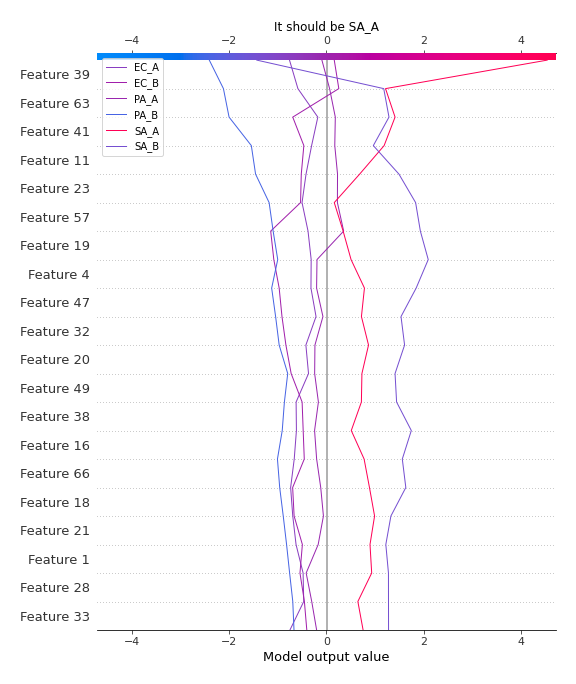 It should be SA_A
−4 −2 0 2 4
EC_A
EC_B
PA_A
PA_B
SA_A
SA_B
Feature 39
Feature 63
Feature 41
Feature 11
Feature 23
Feature 57
Feature 19
Feature 4
Feature 47
Feature 32
Feature 20
Feature 49
Feature 38
Feature 16
Feature 66
Feature 18
Feature 21
Feature 1
Feature 28
Feature 33
−4 −2 0 2 4
Model output value